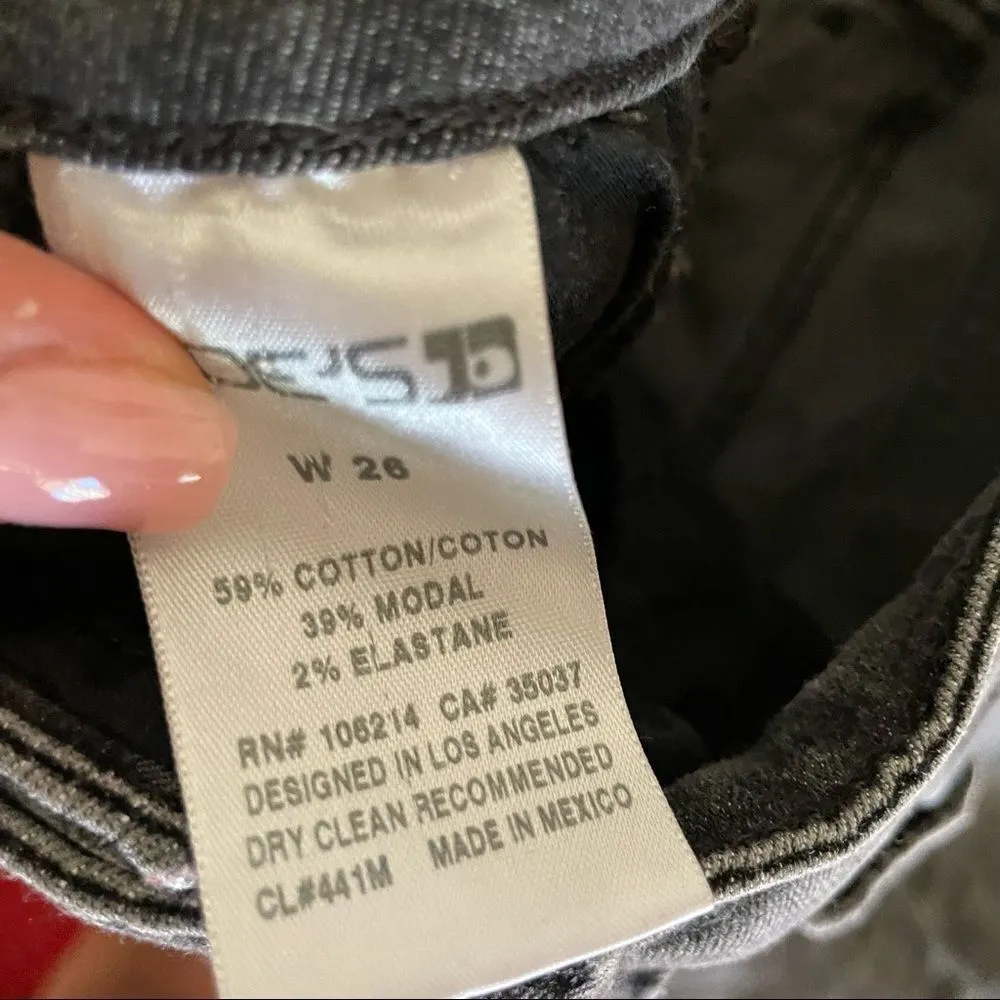 W 26
59% COTTON/COTON
39% MODAL
2% ELASTANE
RN# 106214 CA# 35037
DESIGNED IN LOS ANGELES
DRY CLEAN RECOMMENDED
CL#441M MADE IN MEXICO